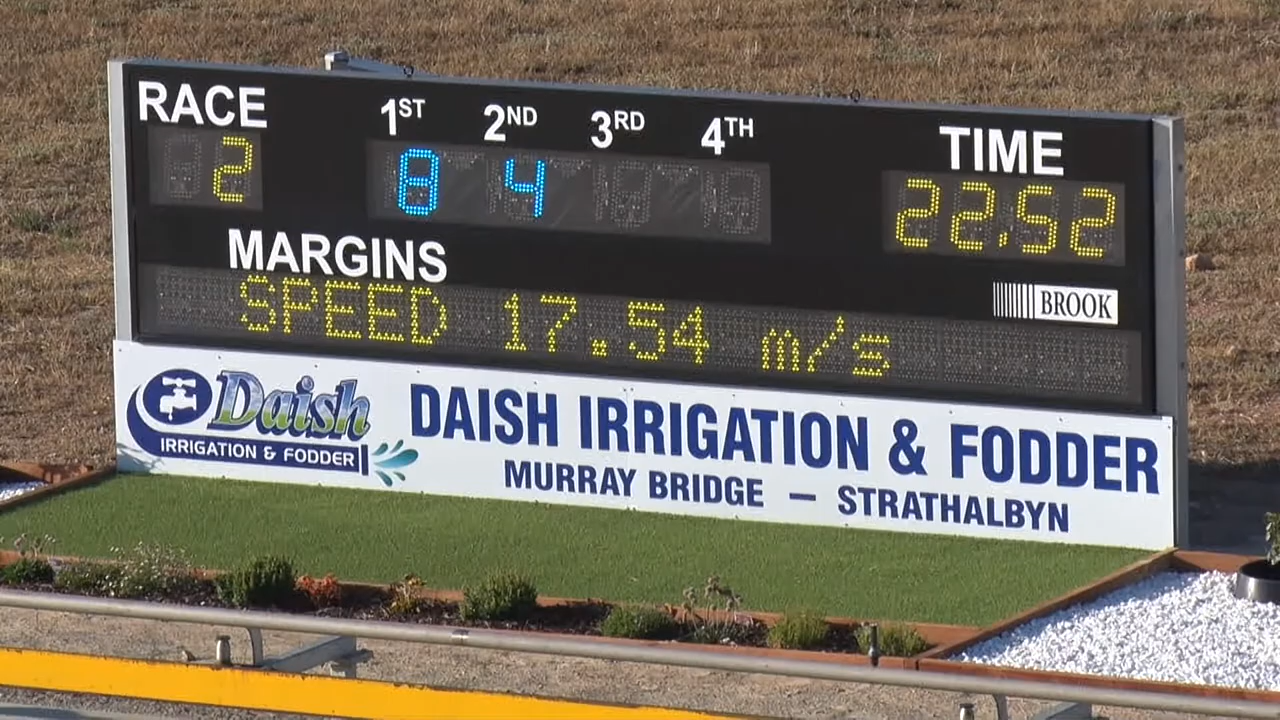 RACE 1ST 2ND 3RD 4TH TIME
2 8 4 22.52
MARGINS
BROOK
SPEED 17.54 m/s
Daish
IRRIGATION & FODDER
DAISH IRRIGATION & FODDER
MURRAY BRIDGE — STRATHALBYN